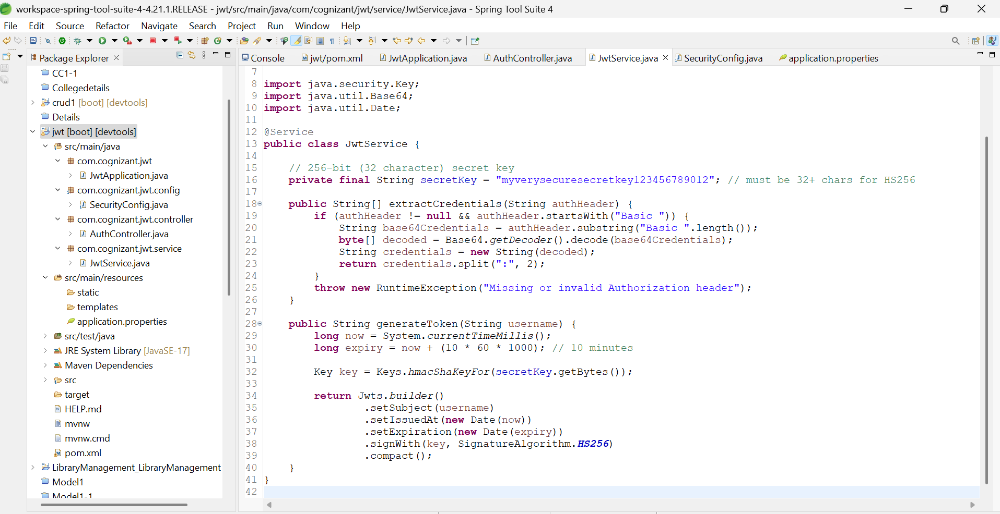 workspace-spring-tool-suite-4-4.21.1.RELEASE - jwt/src/main/java/com/cognizant/jwt/service/JwtService.java - Spring Tool Suite 4
File Edit Source Refactor Navigate Search Project Run Window Help
Package Explorer
CC1-1
Collegedetails
crud1 [boot] [devtools]
Details
jwt [boot] [devtools]
src/main/java
com.cognizant.jwt
JwtApplication.java
com.cognizant.jwt.config
SecurityConfig.java
com.cognizant.jwt.controller
AuthController.java
com.cognizant.jwt.service
JwtService.java
src/main/resources
static
templates
application.properties
src/test/java
JRE System Library [JavaSE-17]
Maven Dependencies
src
target
HELP.md
mvnw
mvnw.cmd
pom.xml
LibraryManagement_LibraryManagement
Model1
Model1-1
Console jwt/pom.xml JwtApplication.java AuthController.java JwtService.java SecurityConfig.java application.properties
7
8 import java.security.Key;
9 import java.util.Base64;
10 import java.util.Date;
11
12 @Service
13 public class JwtService {
14
15     // 256-bit (32 character) secret key
16     private final String secretKey = "myverysecuresecretkey123456789012"; // must be 32+ chars for HS256
17
18     public String[] extractCredentials(String authHeader) {
19         if (authHeader != null && authHeader.startsWith("Basic ")) {
20             String base64Credentials = authHeader.substring("Basic ".length());
21             byte[] decoded = Base64.getDecoder().decode(base64Credentials);
22             String credentials = new String(decoded);
23             return credentials.split(":", 2);
24         }
25         throw new RuntimeException("Missing or invalid Authorization header");
26     }
27
28     public String generateToken(String username) {
29         long now = System.currentTimeMillis();
30         long expiry = now + (10 * 60 * 1000); // 10 minutes
31
32         Key key = Keys.hmacShaKeyFor(secretKey.getBytes());
33
34         return Jwts.builder()
35                 .setSubject(username)
36                 .setIssuedAt(new Date(now))
37                 .setExpiration(new Date(expiry))
38                 .signWith(key, SignatureAlgorithm.HS256)
39                 .compact();
40     }
41 }
42